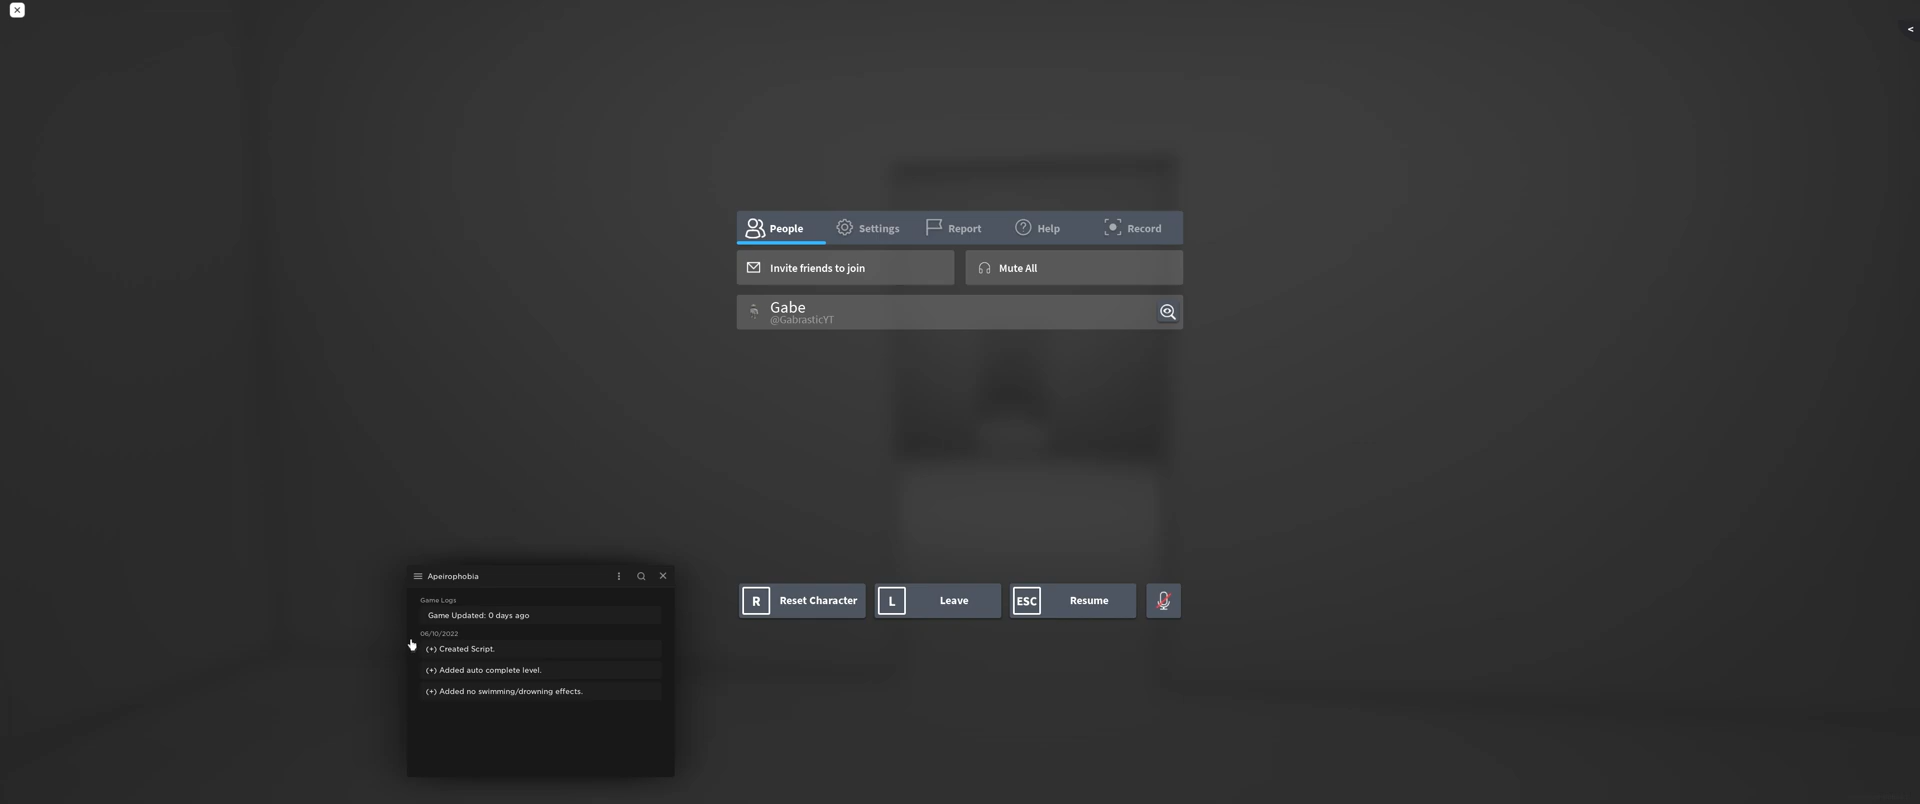 <
People
Settings
Report
Help
Record
Invite friends to join
Mute All
Gabe
@GabrasticYT
R
Reset Character
L
Leave
ESC
Resume
Apeirophobia
Game Logs
Game Updated: 0 days ago
06/10/2022
(+) Created Script.
(+) Added auto complete level.
(+) Added no swimming/drowning effects.